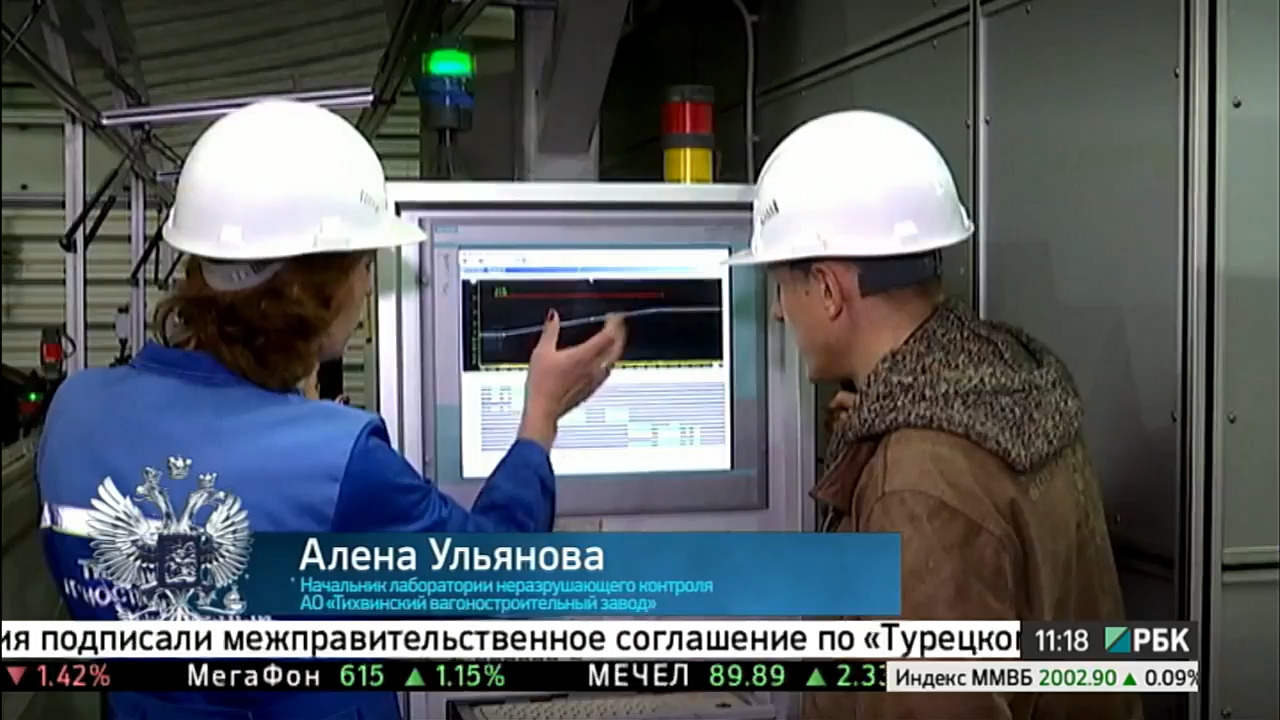 Алена Ульянова
Начальник лаборатории неразрушающего контроля
АО «Тихвинский вагоностроительный завод»
ия подписали межправительственное соглашение по «Турецко
11:18 РБК
▼ 1.42% МегаФон 615 ▲ 1.15% МЕЧЕЛ 89.89 ▲ 2.33
Индекс ММВБ 2002.90 ▲ 0.09%